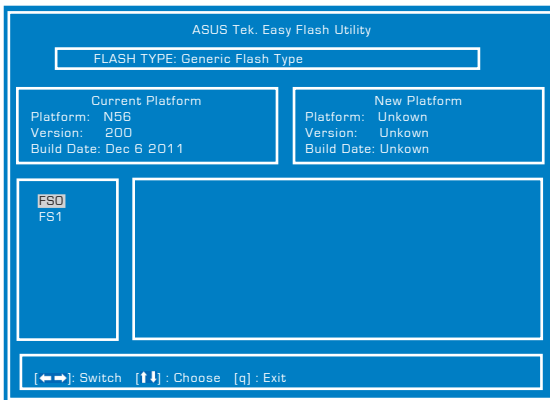 ASUS Tek. Easy Flash Utility
FLASH TYPE: Generic Flash Type
Current Platform
Platform: N56
Version: 200
Build Date: Dec 6 2011
New Platform
Platform: Unkown
Version: Unkown
Build Date: Unkown
FS0
FS1
[←→]: Switch [↑↓] : Choose [q] : Exit